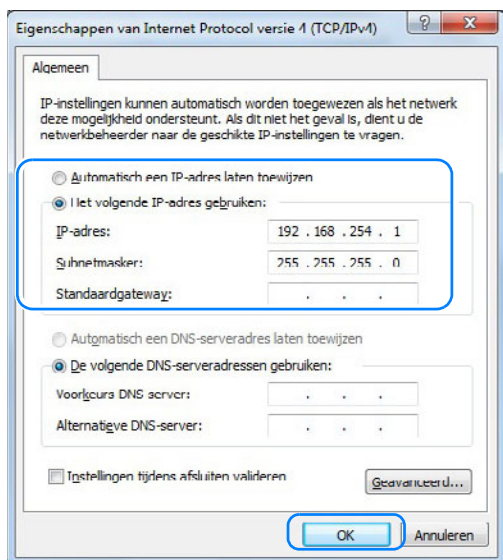 Eigenschappen van Internet Protocol versie 4 (TCP/IPv4)
Algemeen
IP-instellingen kunnen automatisch worden toegewezen als het netwerk
deze mogelijkheid ondersteunt. Als dit niet het geval is, dient u de
netwerkbeheerder naar de geschikte IP-instellingen te vragen.
Automatisch een IP-adres laten toewijzen
Het volgende IP-adres gebruiken:
IP-adres: 192 . 168 . 254 . 1
Subnetmasker: 255 . 255 . 255 . 0
Standaardgateway: . . .
Automatisch een DNS-serveradres laten toewijzen
De volgende DNS-serveradressen gebruiken:
Voorkeurs DNS server: . . .
Alternatieve DNS-server: . . .
Instellingen tijdens afsluiten valideren
Geavanceerd...
OK Annuleren